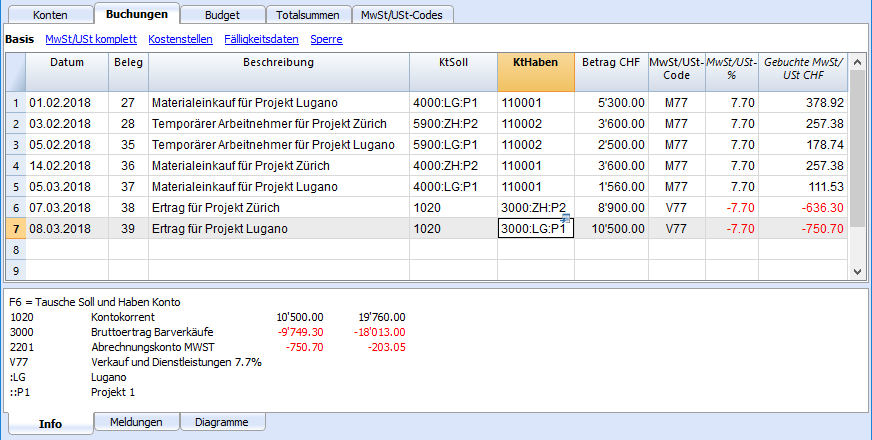 Konten Buchungen Budget Totalsummen MwSt/USt-Codes
Basis MwSt/USt komplett Kostenstellen Fälligkeitsdaten Sperre
Datum Beleg Beschreibung KtSoll KtHaben Betrag CHF MwSt/USt-Code MwSt/USt-% Gebuchte MwSt/USt CHF
1 01.02.2018 27 Materialeinkauf für Projekt Lugano 4000:LG:P1 110001 5'300.00 M77 7.70 378.92
2 03.02.2018 28 Temporärer Arbeitnehmer für Projekt Zürich 5900:ZH:P2 110002 3'600.00 M77 7.70 257.38
3 05.02.2018 35 Temporärer Arbeitnehmer für Projekt Lugano 5900:LG:P1 110002 2'500.00 M77 7.70 178.74
4 14.02.2018 36 Materialeinkauf für Projekt Zürich 4000:ZH:P2 110001 3'600.00 M77 7.70 257.38
5 05.03.2018 37 Materialeinkauf für Projekt Lugano 4000:LG:P1 110001 1'560.00 M77 7.70 111.53
6 07.03.2018 38 Ertrag für Projekt Zürich 1020 3000:ZH:P2 8'900.00 V77 -7.70 -636.30
7 08.03.2018 39 Ertrag für Projekt Lugano 1020 3000:LG:P1 10'500.00 V77 -7.70 -750.70
8
9
F6 = Tausche Soll und Haben Konto
1020 Kontokorrent 10'500.00 19'760.00
3000 Bruttoertrag Barverkäufe -9'749.30 -18'013.00
2201 Abrechnungskonto MWST -750.70 -203.05
V77 Verkauf und Dienstleistungen 7.7%
:LG Lugano
::P1 Projekt 1
Info Meldungen Diagramme